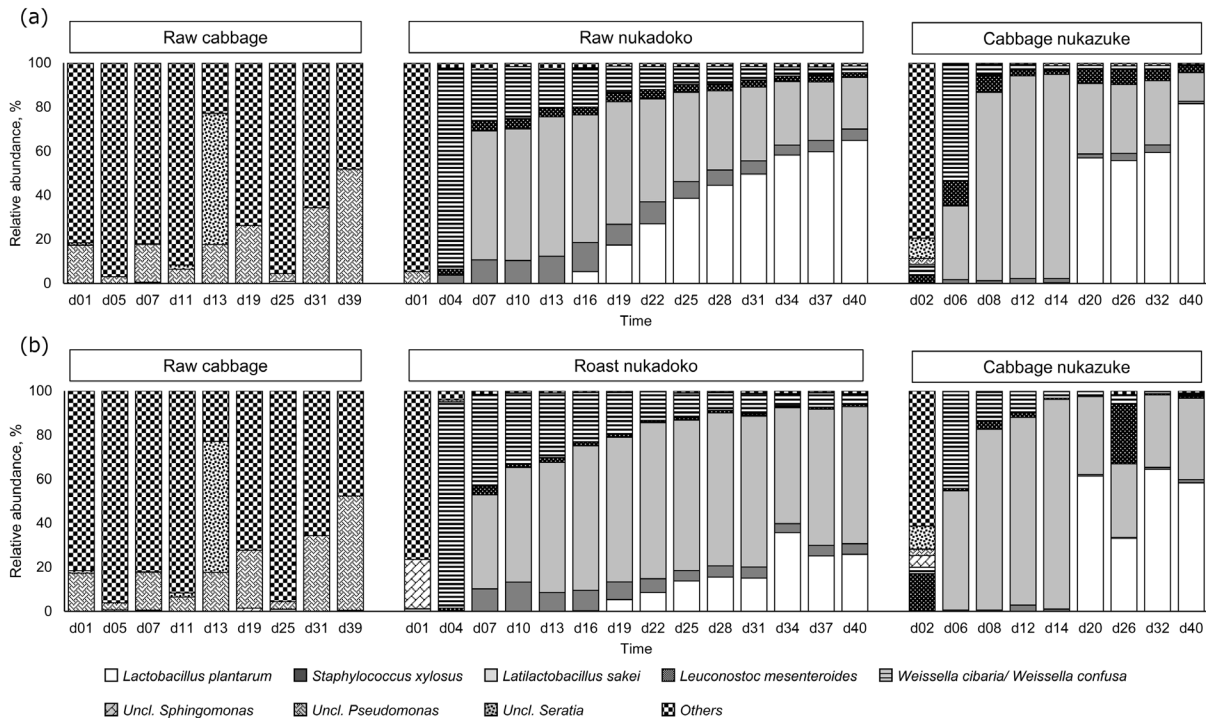 (a)
Raw cabbage
Raw nukadoko
Cabbage nukazuke
Relative abundance, %
100
80
60
40
20
0
d01 d05 d07 d11 d13 d19 d25 d31 d39
d01 d04 d07 d10 d13 d16 d19 d22 d25 d28 d31 d34 d37 d40
d02 d06 d08 d12 d14 d20 d26 d32 d40
Time
(b)
Raw cabbage
Roast nukadoko
Cabbage nukazuke
Relative abundance, %
100
80
60
40
20
0
d01 d05 d07 d11 d13 d19 d25 d31 d39
d01 d04 d07 d10 d13 d16 d19 d22 d25 d28 d31 d34 d37 d40
d02 d06 d08 d12 d14 d20 d26 d32 d40
Time
Lactobacillus plantarum Staphylococcus xylosus Latilactobacillus sakei Leuconostoc mesenteroides Weissella cibaria/ Weissella confusa
Uncl. Sphingomonas Uncl. Pseudomonas Uncl. Seratia Others